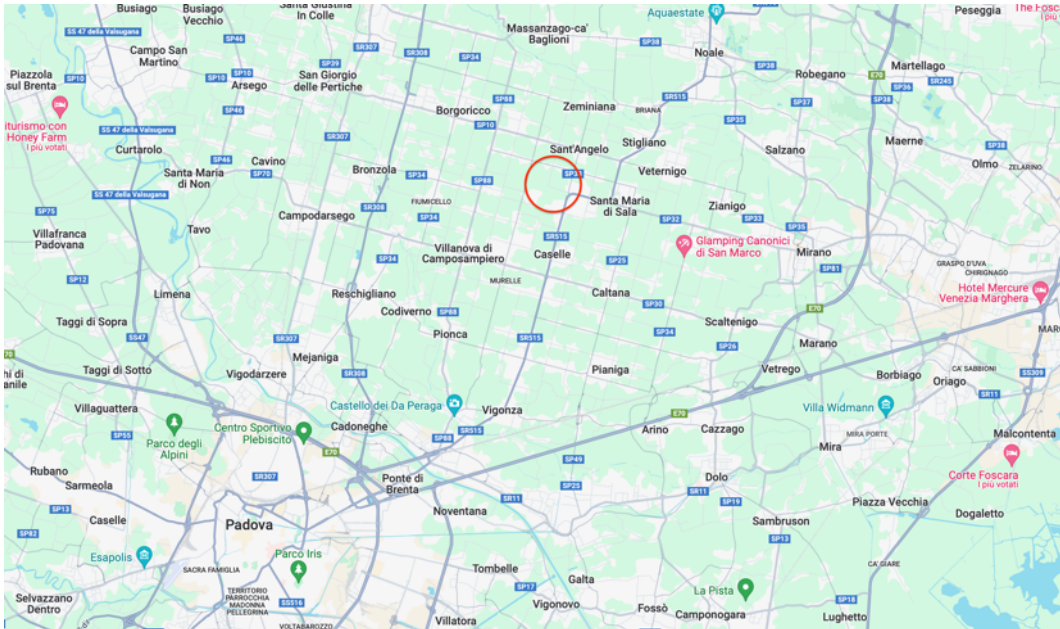 Busiago
Busiago
Vecchio
Santa Giustina
In Colle
Massanzago-ca'
Baglioni
Aquaestate
Peseggia
The Fosc
I più
SS 47 della Valsugana
SP46
SR307
SR308
SP34
SP38
Noale
SP38
Campo San
Martino
SP39
Robegano
E70
Martellago
Piazzola
sul Brenta
SP10
SP10
SP10
Arsego
San Giorgio
delle Pertiche
SP88
SR515
SP36
SR245
SP38
SP37
SP46
Borgoricco
Zeminiana
BRIANA
SP35
iturismo con
Honey Farm
I più votati
SS 47 della Valsugana
SR307
SP10
Stigliano
Maerne
SP38
Curtarolo
Sant'Angelo
Salzano
Olmo
ZELARINO
Cavino
SP46
SP70
Santa Maria
di Non
Bronzola
SP34
SP88
Veternigo
SS 47 della Valsugana
FIUMICELLO
Santa Maria
di Sala
Zianigo
SP75
Campodarsego
SR308
SP34
SP32
SP33
SP35
Villafranca
Padovana
Tavo
SR515
Glamping Canonici
di San Marco
Villanova di
Camposampiero
Caselle
SP25
Mirano
SP34
SP81
GRASPO D'UVA
CHIRIGNAGO
SP12
MURELLE
Limena
Reschigliano
Caltana
Hotel Mercure
Venezia Marghera
Codiverno
SP88
SP30
E70
Taggi di Sopra
Scaltenigo
SS47
SR307
Pionca
SR515
SP34
SP26
Marano
Mejaniga
Taggi di Sotto
Vigodarzere
SR308
Pianiga
Vetrego
Borbiago
CA' SABBIONI
Oriago
SS309
SR11
Villaguattera
Castello dei Da Peraga
Vigonza
E70
Villa Widmann
Parco degli
Alpini
SP55
Centro Sportivo
Plebiscito
Cadoneghe
SR515
SP88
Arino
Cazzago
MIRA PORTE
Mira
Malcontenta
E70
Rubano
Sarmeola
SR307
SP49
SP25
Ponte di
Brenta
Dolo
SR11
SR11
SP19
Corte Foscara
I più votati
SP13
Caselle
SP82
Padova
Noventana
Piazza Vecchia
Sambruson
Dogaletto
SP13
Esapolis
SACRA FAMIGLIA
Parco Iris
Tombelle
Galta
CA' GIARE
TERRITORIO
PARROCCHIA
MADONNA
PELLEGRINA
SP17
La Pista
Selvazzano
Dentro
SS516
Vigonovo
Fossò
Camponogara
SP18
Lughetto
VOLTABAROZZO
Villatora